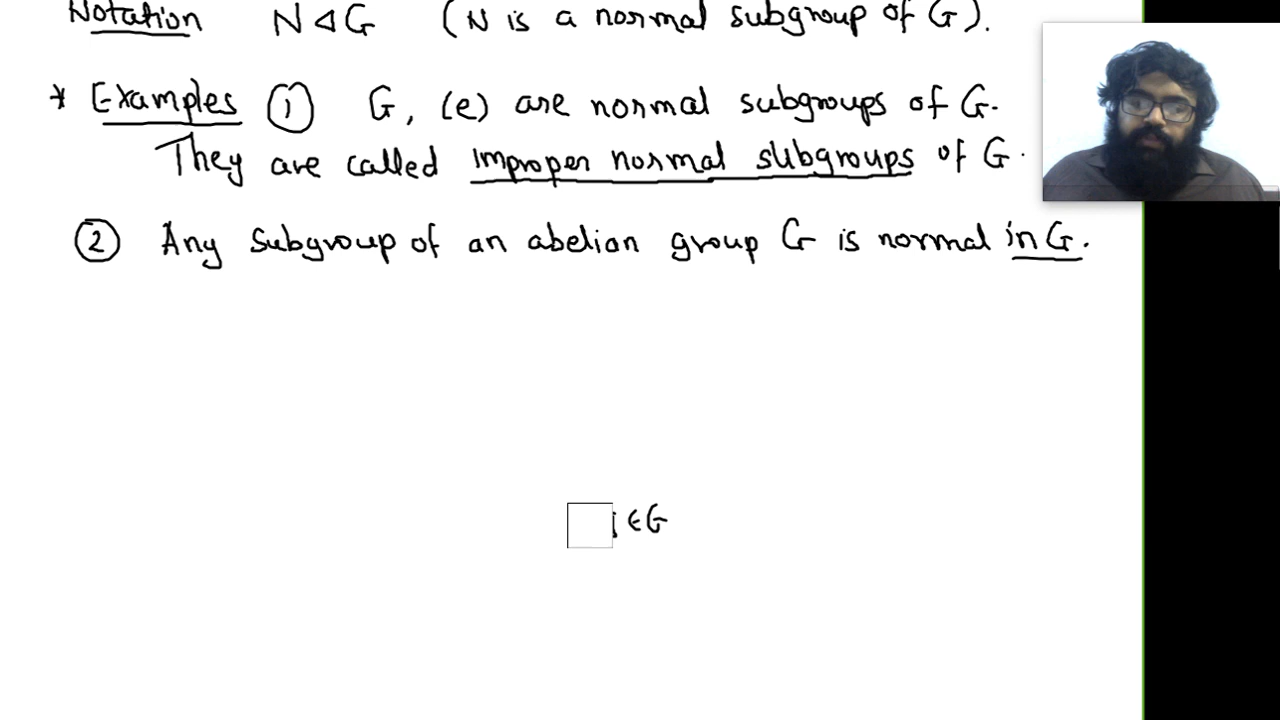 Notation N ⊲ G (N is a normal subgroup of G).
* Examples ① G, (e) are normal subgroups of G.
They are called improper normal subgroups of G.
② Any subgroup of an abelian group G is normal in G.
∈G